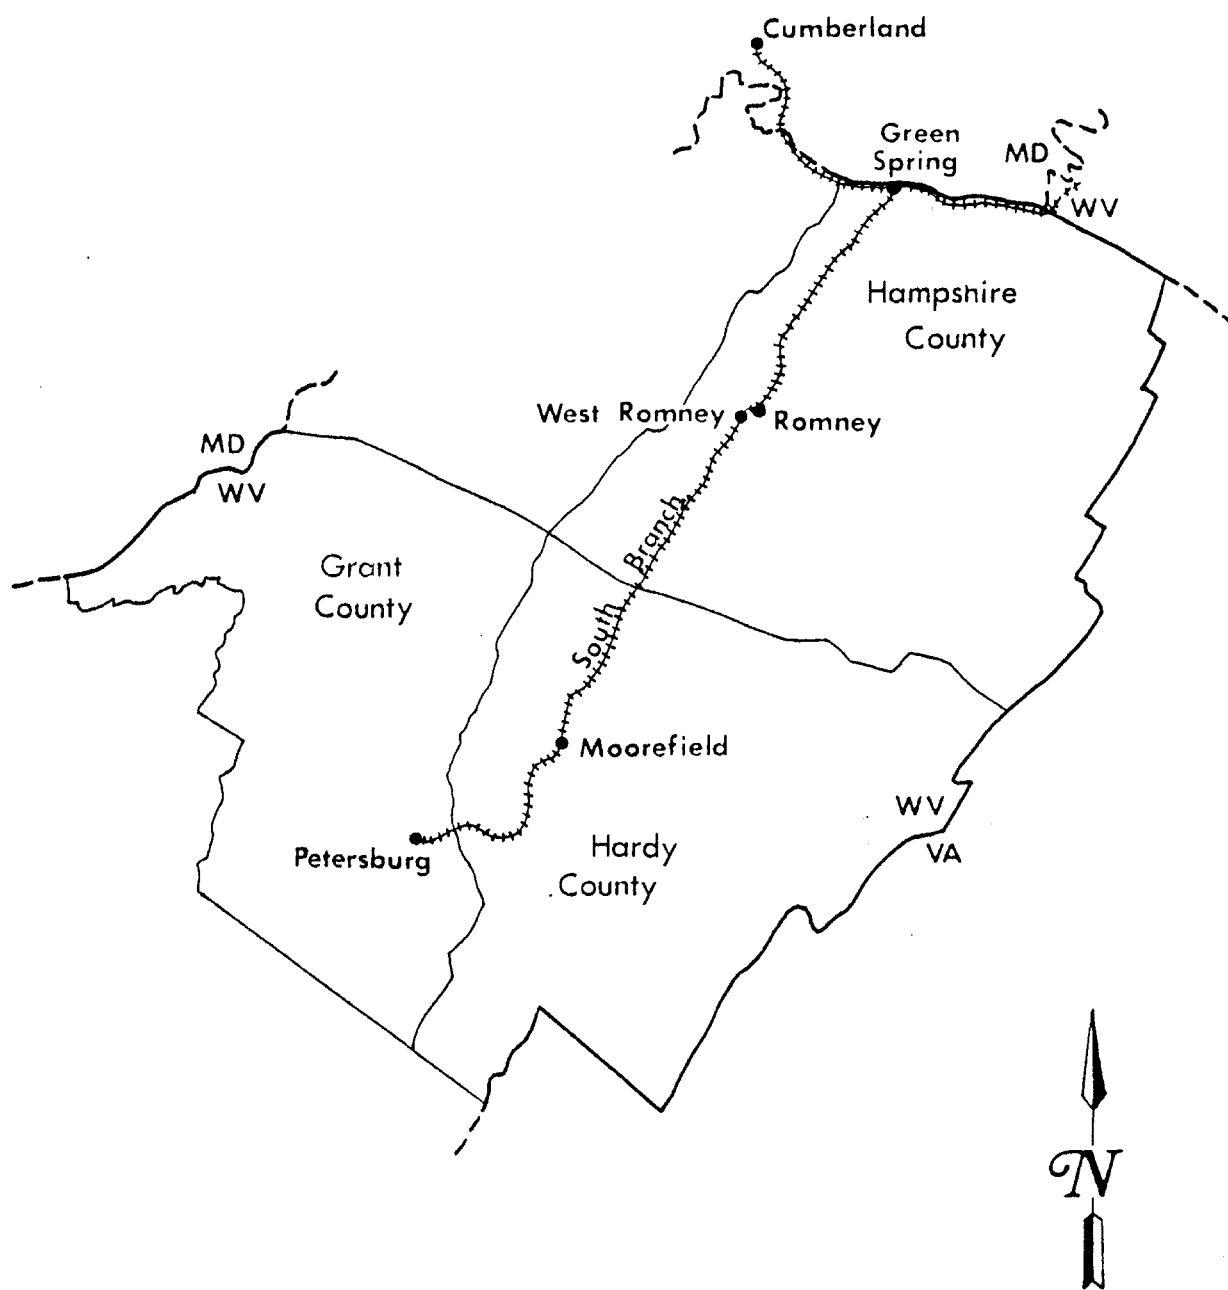 Cumberland
Green
Spring
MD
WV
Hampshire
County
West Romney
Romney
MD
WV
South Branch
Grant
County
Moorefield
WV
VA
Petersburg
Hardy
County
N